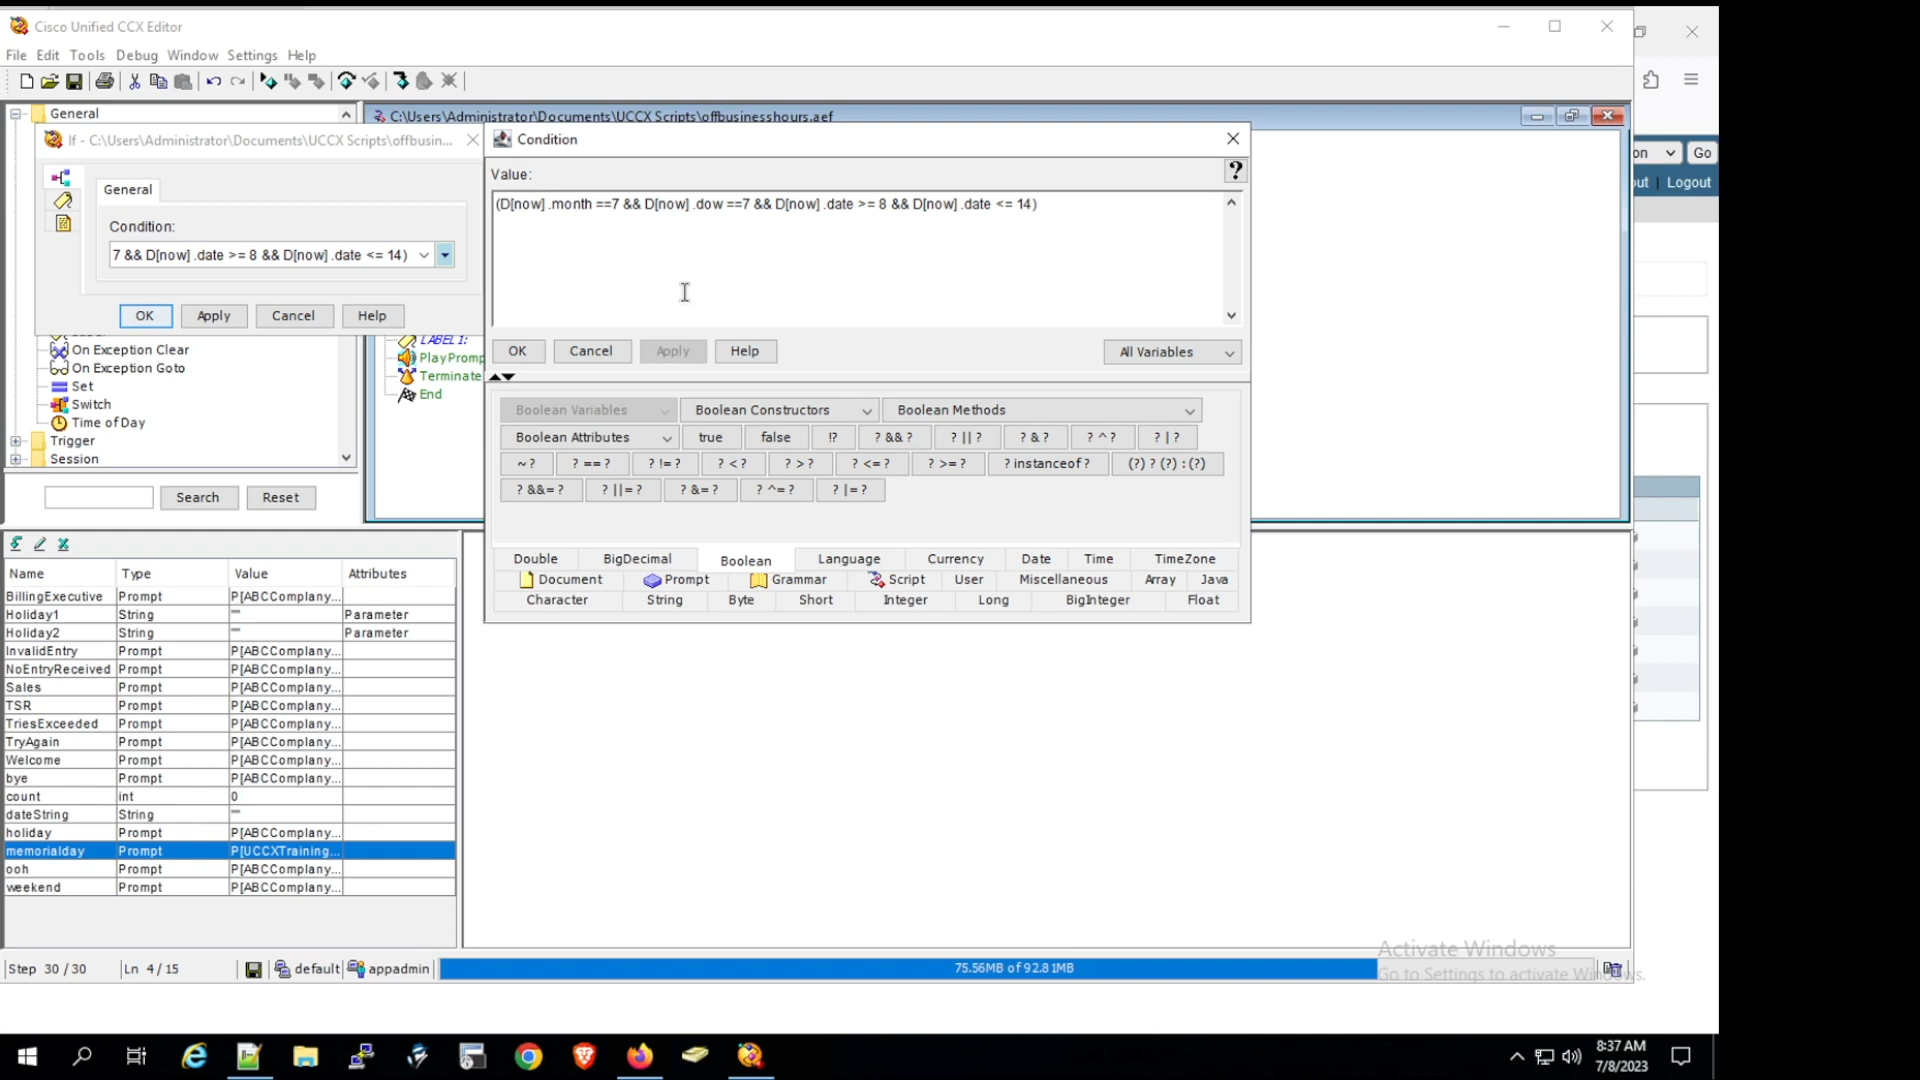 Cisco Unified CCX Editor
File Edit Tools Debug Window Settings Help
General
C:\Users\Administrator\Documents\UCCX Scripts\offbusinesshours.aef
If - C:\Users\Administrator\Documents\UCCX Scripts\offbusin...
General
Condition:
7 && D[now] .date >= 8 && D[now] .date <= 14)
OK Apply Cancel Help
On Exception Clear
On Exception Goto
Set
Switch
Time of Day
Trigger
Session
Search Reset
LABEL1:
Play Promp
Terminate
End
Condition
Value:
(D[now] .month ==7 && D[now] .dow ==7 && D[now] .date >= 8 && D[now] .date <= 14)
OK Cancel Apply Help All Variables
Boolean Variables Boolean Constructors Boolean Methods
Boolean Attributes true false !? ? && ? ? || ? ? & ? ? ^ ? ? | ?
~ ? ? == ? ? != ? ? < ? ? > ? ? <= ? ? >= ? ? instanceof ? (?) ? (?) : (?)
? &&= ? ? ||= ? ? &= ? ? ^= ? ? |= ?
Double BigDecimal Boolean Language Currency Date Time TimeZone
Document Prompt Grammar Script User Miscellaneous Array Java
Character String Byte Short Integer Long BigInteger Float
on Go
ut | Logout
Name Type Value Attributes
BillingExecutive Prompt P[ABCComplany...
Holiday1 String "" Parameter
Holiday2 String "" Parameter
InvalidEntry Prompt P[ABCComplany...
NoEntryReceived Prompt P[ABCComplany...
Sales Prompt P[ABCComplany...
TSR Prompt P[ABCComplany...
TriesExceeded Prompt P[ABCComplany...
TryAgain Prompt P[ABCComplany...
Welcome Prompt P[ABCComplany...
bye Prompt P[ABCComplany...
count int 0
dateString String ""
holiday Prompt P[ABCComplany...
memorialday Prompt P[UCCXTraining...
ooh Prompt P[ABCComplany...
weekend Prompt P[ABCComplany...
Activate Windows
Go to Settings to activate Windows.
Step 30 / 30 Ln 4 / 15 default appadmin 75.56MB of 92.81MB
8:37 AM
7/8/2023